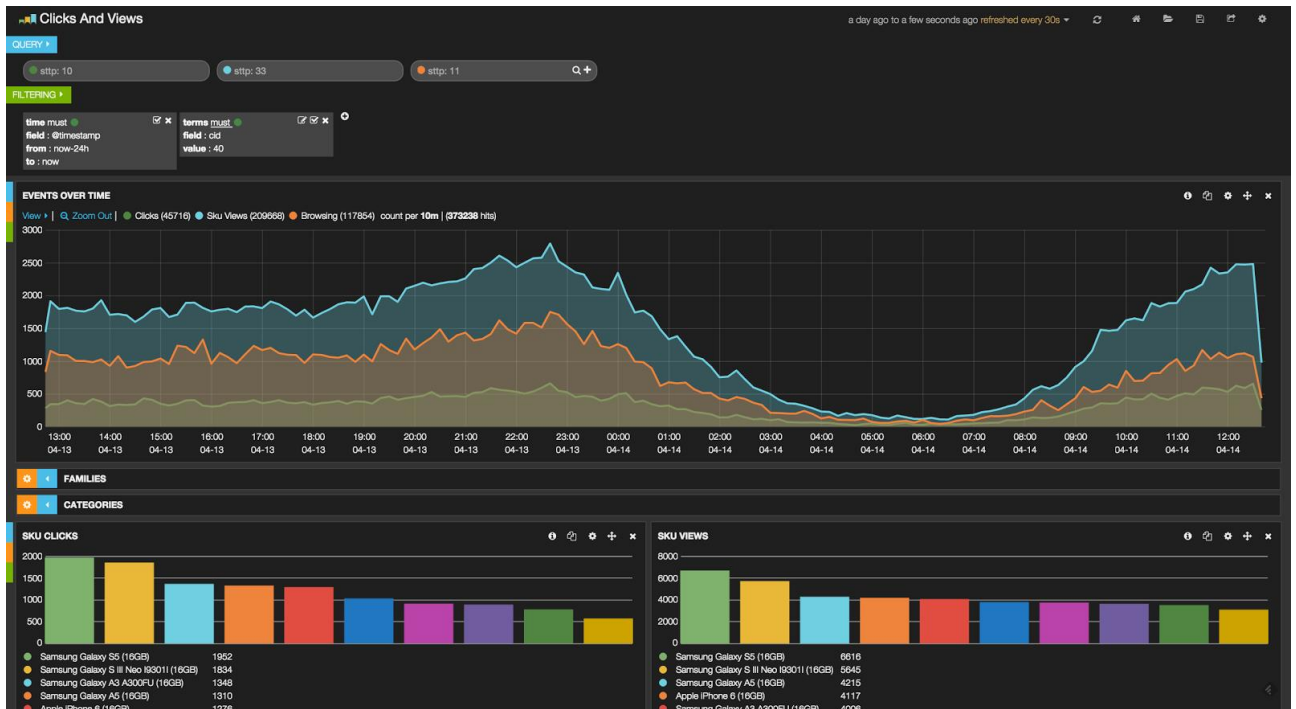 Clicks And Views
a day ago to a few seconds ago refreshed every 30s
QUERY
sttp: 10 sttp: 33 sttp: 11
FILTERING
time must terms must
field : @timestamp field : cid
from : now-24h value : 40
to : now
EVENTS OVER TIME
View | Zoom Out | Clicks (45716) Sku Views (209668) Browsing (117854) count per 10m | (373238 hits)
3000
2500
2000
1500
1000
500
0
13:00 14:00 15:00 16:00 17:00 18:00 19:00 20:00 21:00 22:00 23:00 00:00 01:00 02:00 03:00 04:00 05:00 06:00 07:00 08:00 09:00 10:00 11:00 12:00
04-13 04-13 04-13 04-13 04-13 04-13 04-13 04-13 04-13 04-13 04-13 04-14 04-14 04-14 04-14 04-14 04-14 04-14 04-14 04-14 04-14 04-14 04-14 04-14
FAMILIES
CATEGORIES
SKU CLICKS
2000
1500
1000
500
0
Samsung Galaxy S5 (16GB) 1952
Samsung Galaxy S III Neo I9301I (16GB) 1834
Samsung Galaxy A3 A300FU (16GB) 1348
Samsung Galaxy A5 (16GB) 1310
Apple iPhone 6 (16GB) 1276
SKU VIEWS
8000
6000
4000
2000
0
Samsung Galaxy S5 (16GB) 6616
Samsung Galaxy S III Neo I9301I (16GB) 5645
Samsung Galaxy A5 (16GB) 4215
Apple iPhone 6 (16GB) 4117
Samsung Galaxy A3 A300FU (16GB) 4006